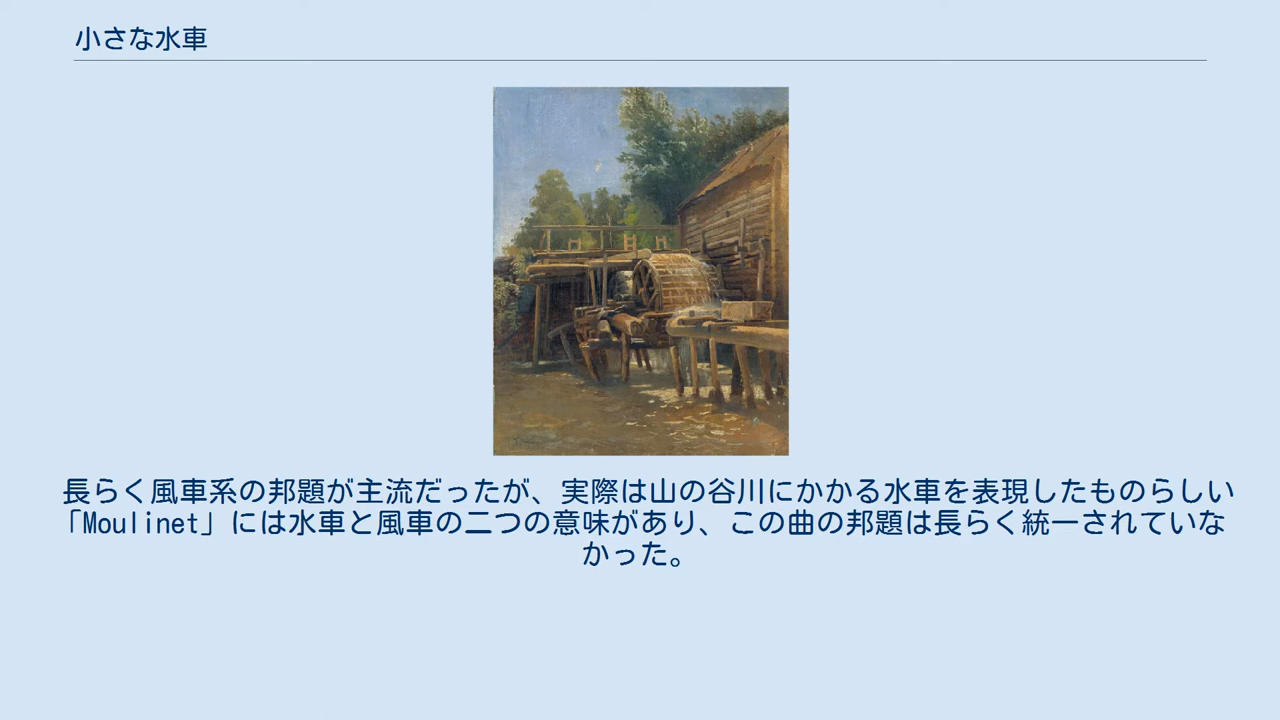 小さな水車
長らく風車系の邦題が主流だったが、実際は山の谷川にかかる水車を表現したものらしい
「Moulinet」には水車と風車の二つの意味があり、この曲の邦題は長らく統一されていな
かった。